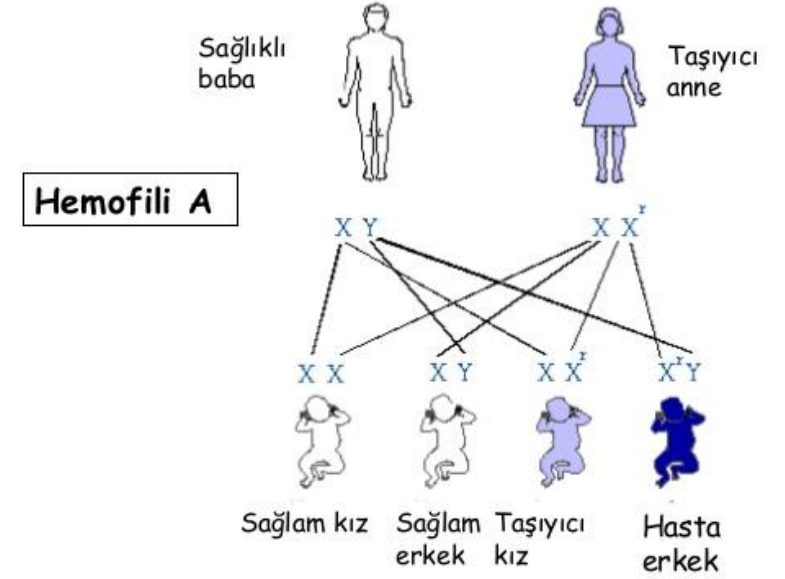 Sağlıklı
baba
Taşıyıcı
anne
Hemofili A
X Y
X Xʳ
X X
X Y
X Xʳ
XʳY
Sağlam kız
Sağlam
erkek
Taşıyıcı
kız
Hasta
erkek